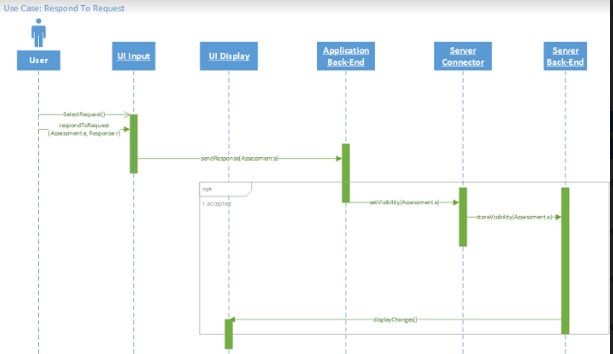 Use Case: Respond To Request
User
UI Input
UI Display
Application
Back-End
Server
Connector
Server
Back-End
SelectRequest()
respondToRequest
(Assessment a, Response r)
sendResponse(Assessment a)
opt
r.accepted
setVisibility(Assessment a)
storeVisibility(Assessment a)
displayChanges()